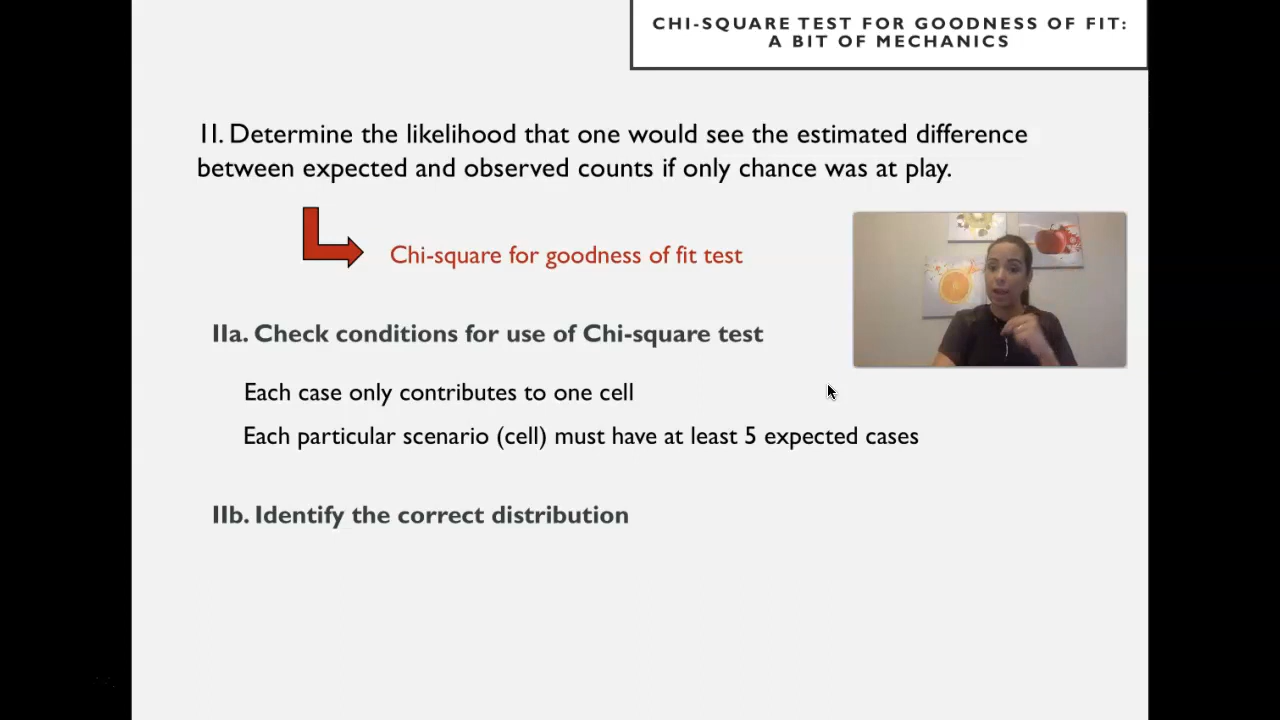 CHI-SQUARE TEST FOR GOODNESS OF FIT:
A BIT OF MECHANICS
1I. Determine the likelihood that one would see the estimated difference
between expected and observed counts if only chance was at play.
Chi-square for goodness of fit test
IIa. Check conditions for use of Chi-square test
Each case only contributes to one cell
Each particular scenario (cell) must have at least 5 expected cases
IIb. Identify the correct distribution